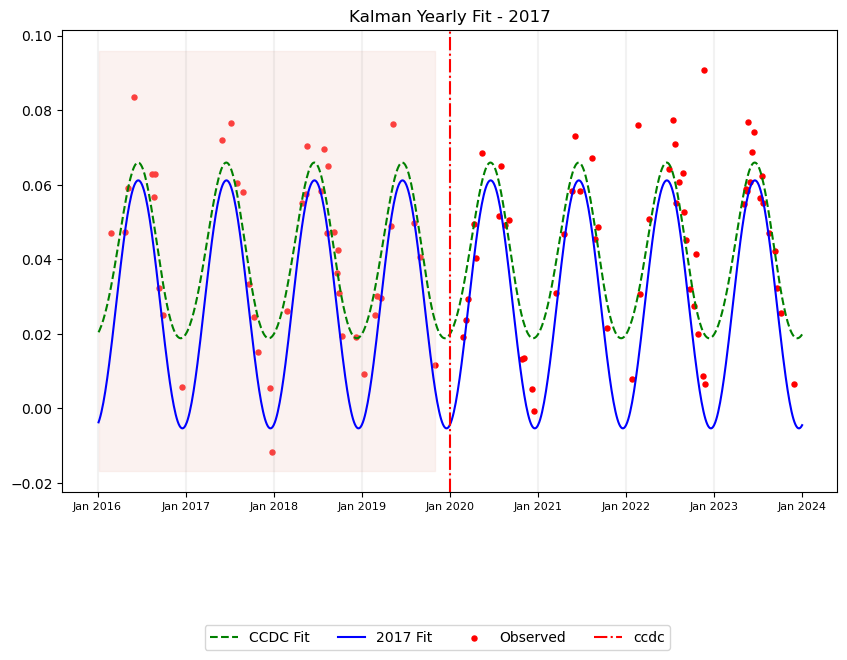 Kalman Yearly Fit - 2017
0.10
0.08
0.06
0.04
0.02
0.00
−0.02
Jan 2016 Jan 2017 Jan 2018 Jan 2019 Jan 2020 Jan 2021 Jan 2022 Jan 2023 Jan 2024
CCDC Fit 2017 Fit Observed ccdc